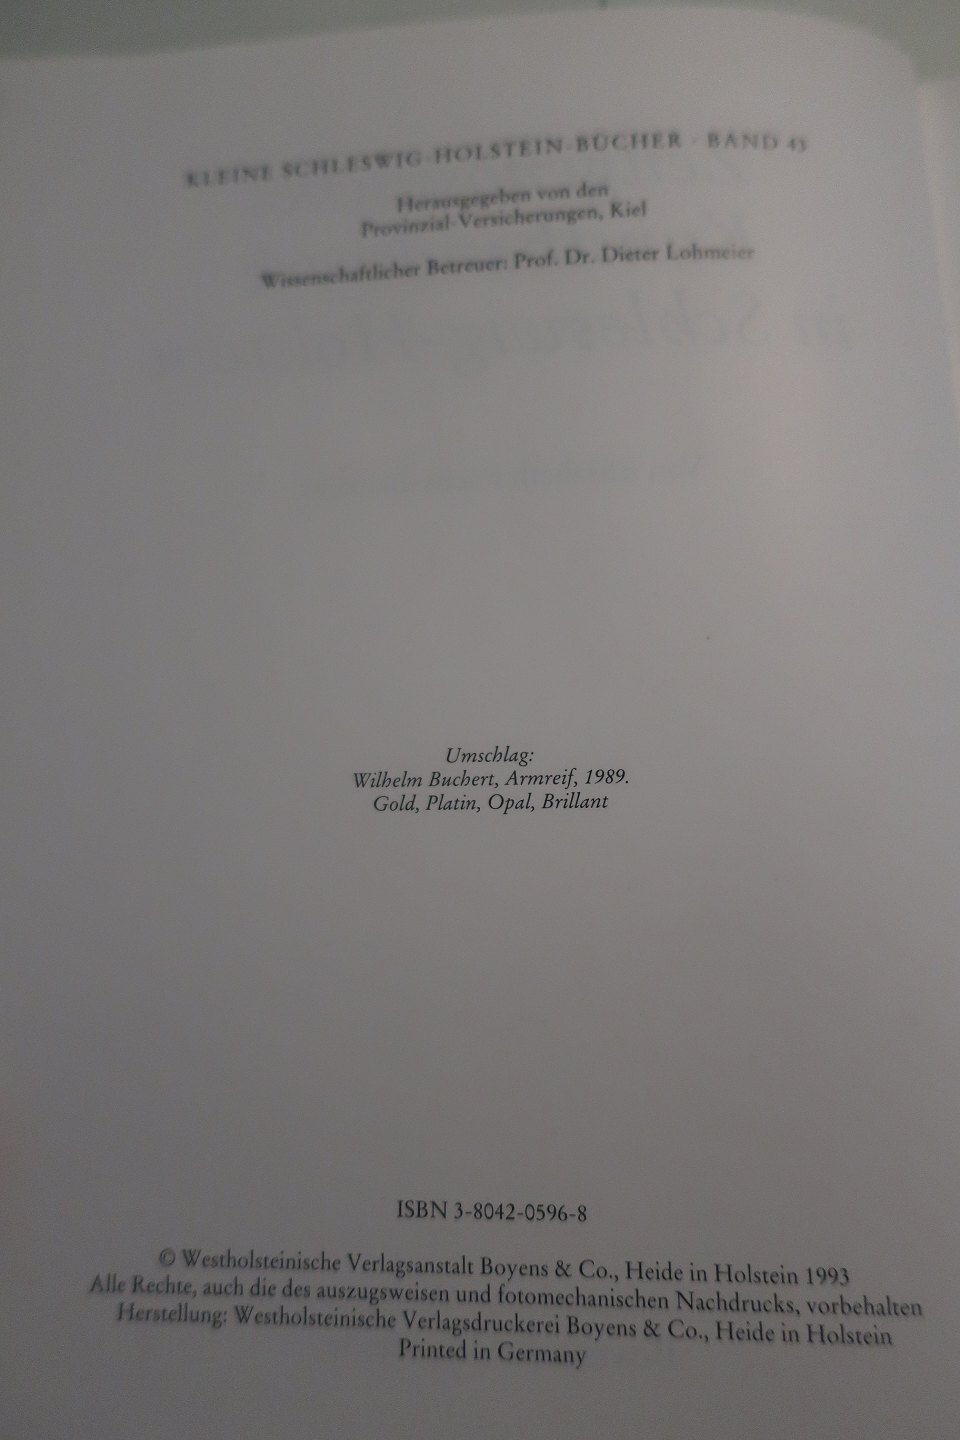 KLEINE SCHLESWIG-HOLSTEIN-BÜCHER · BAND 43
Herausgegeben von den
Provinzial-Versicherungen, Kiel
Wissenschaftlicher Betreuer: Prof. Dr. Dieter Lohmeier
Umschlag:
Wilhelm Buchert, Armreif, 1989.
Gold, Platin, Opal, Brillant
ISBN 3-8042-0596-8
© Westholsteinische Verlagsanstalt Boyens & Co., Heide in Holstein 1993
Alle Rechte, auch die des auszugsweisen und fotomechanischen Nachdrucks, vorbehalten
Herstellung: Westholsteinische Verlagsdruckerei Boyens & Co., Heide in Holstein
Printed in Germany